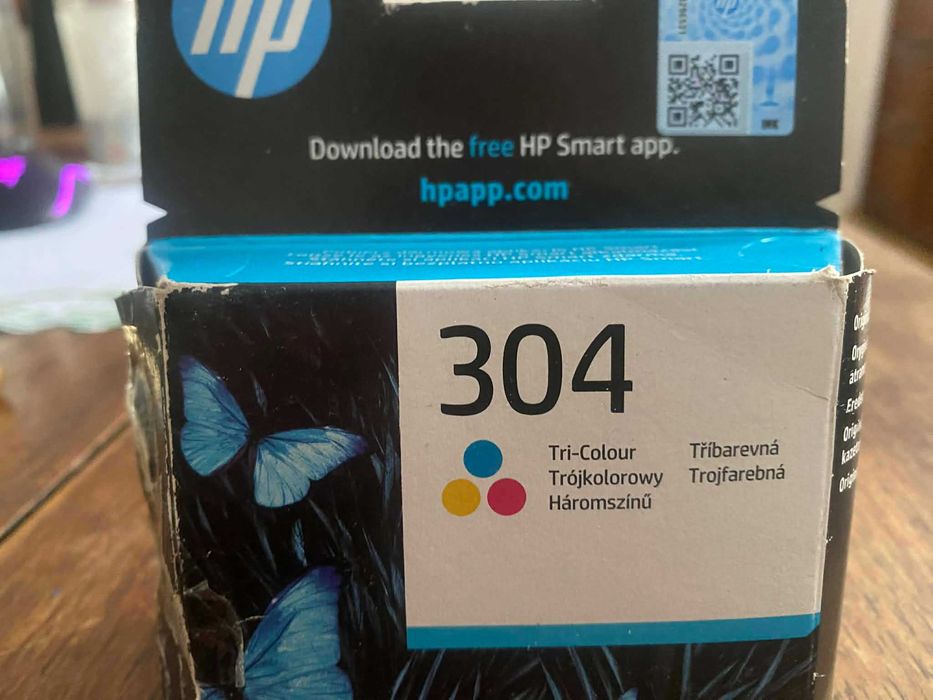 hp
Download the free HP Smart app.
hpapp.com
304
Tri-Colour
Trójkolorowy
Háromszínű
Tříbarevná
Trojfarebná